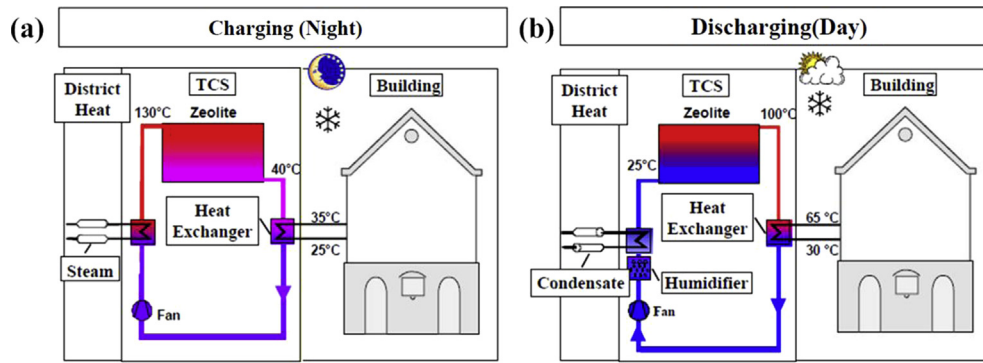 (a)
Charging (Night)
District
Heat
TCS
Zeolite
130°C
40°C
Building
Heat
Exchanger
35°C
25°C
Steam
Fan
(b)
Discharging(Day)
District
Heat
TCS
Zeolite
100°C
25°C
Building
Heat
Exchanger
65 °C
30 °C
Condensate
Humidifier
Fan